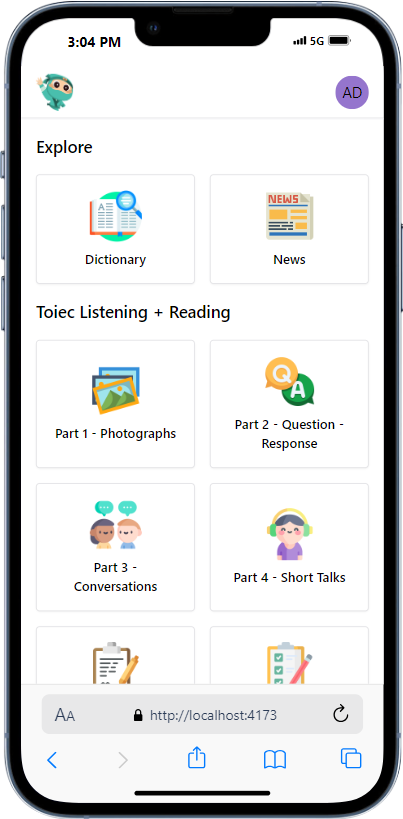 3:04 PM
5G
AD
Explore
NEWS
Dictionary
News
Toiec Listening + Reading
Q
A
Part 1 - Photographs
Part 2 - Question -
Response
Part 3 -
Conversations
Part 4 - Short Talks
AA
http://localhost:4173